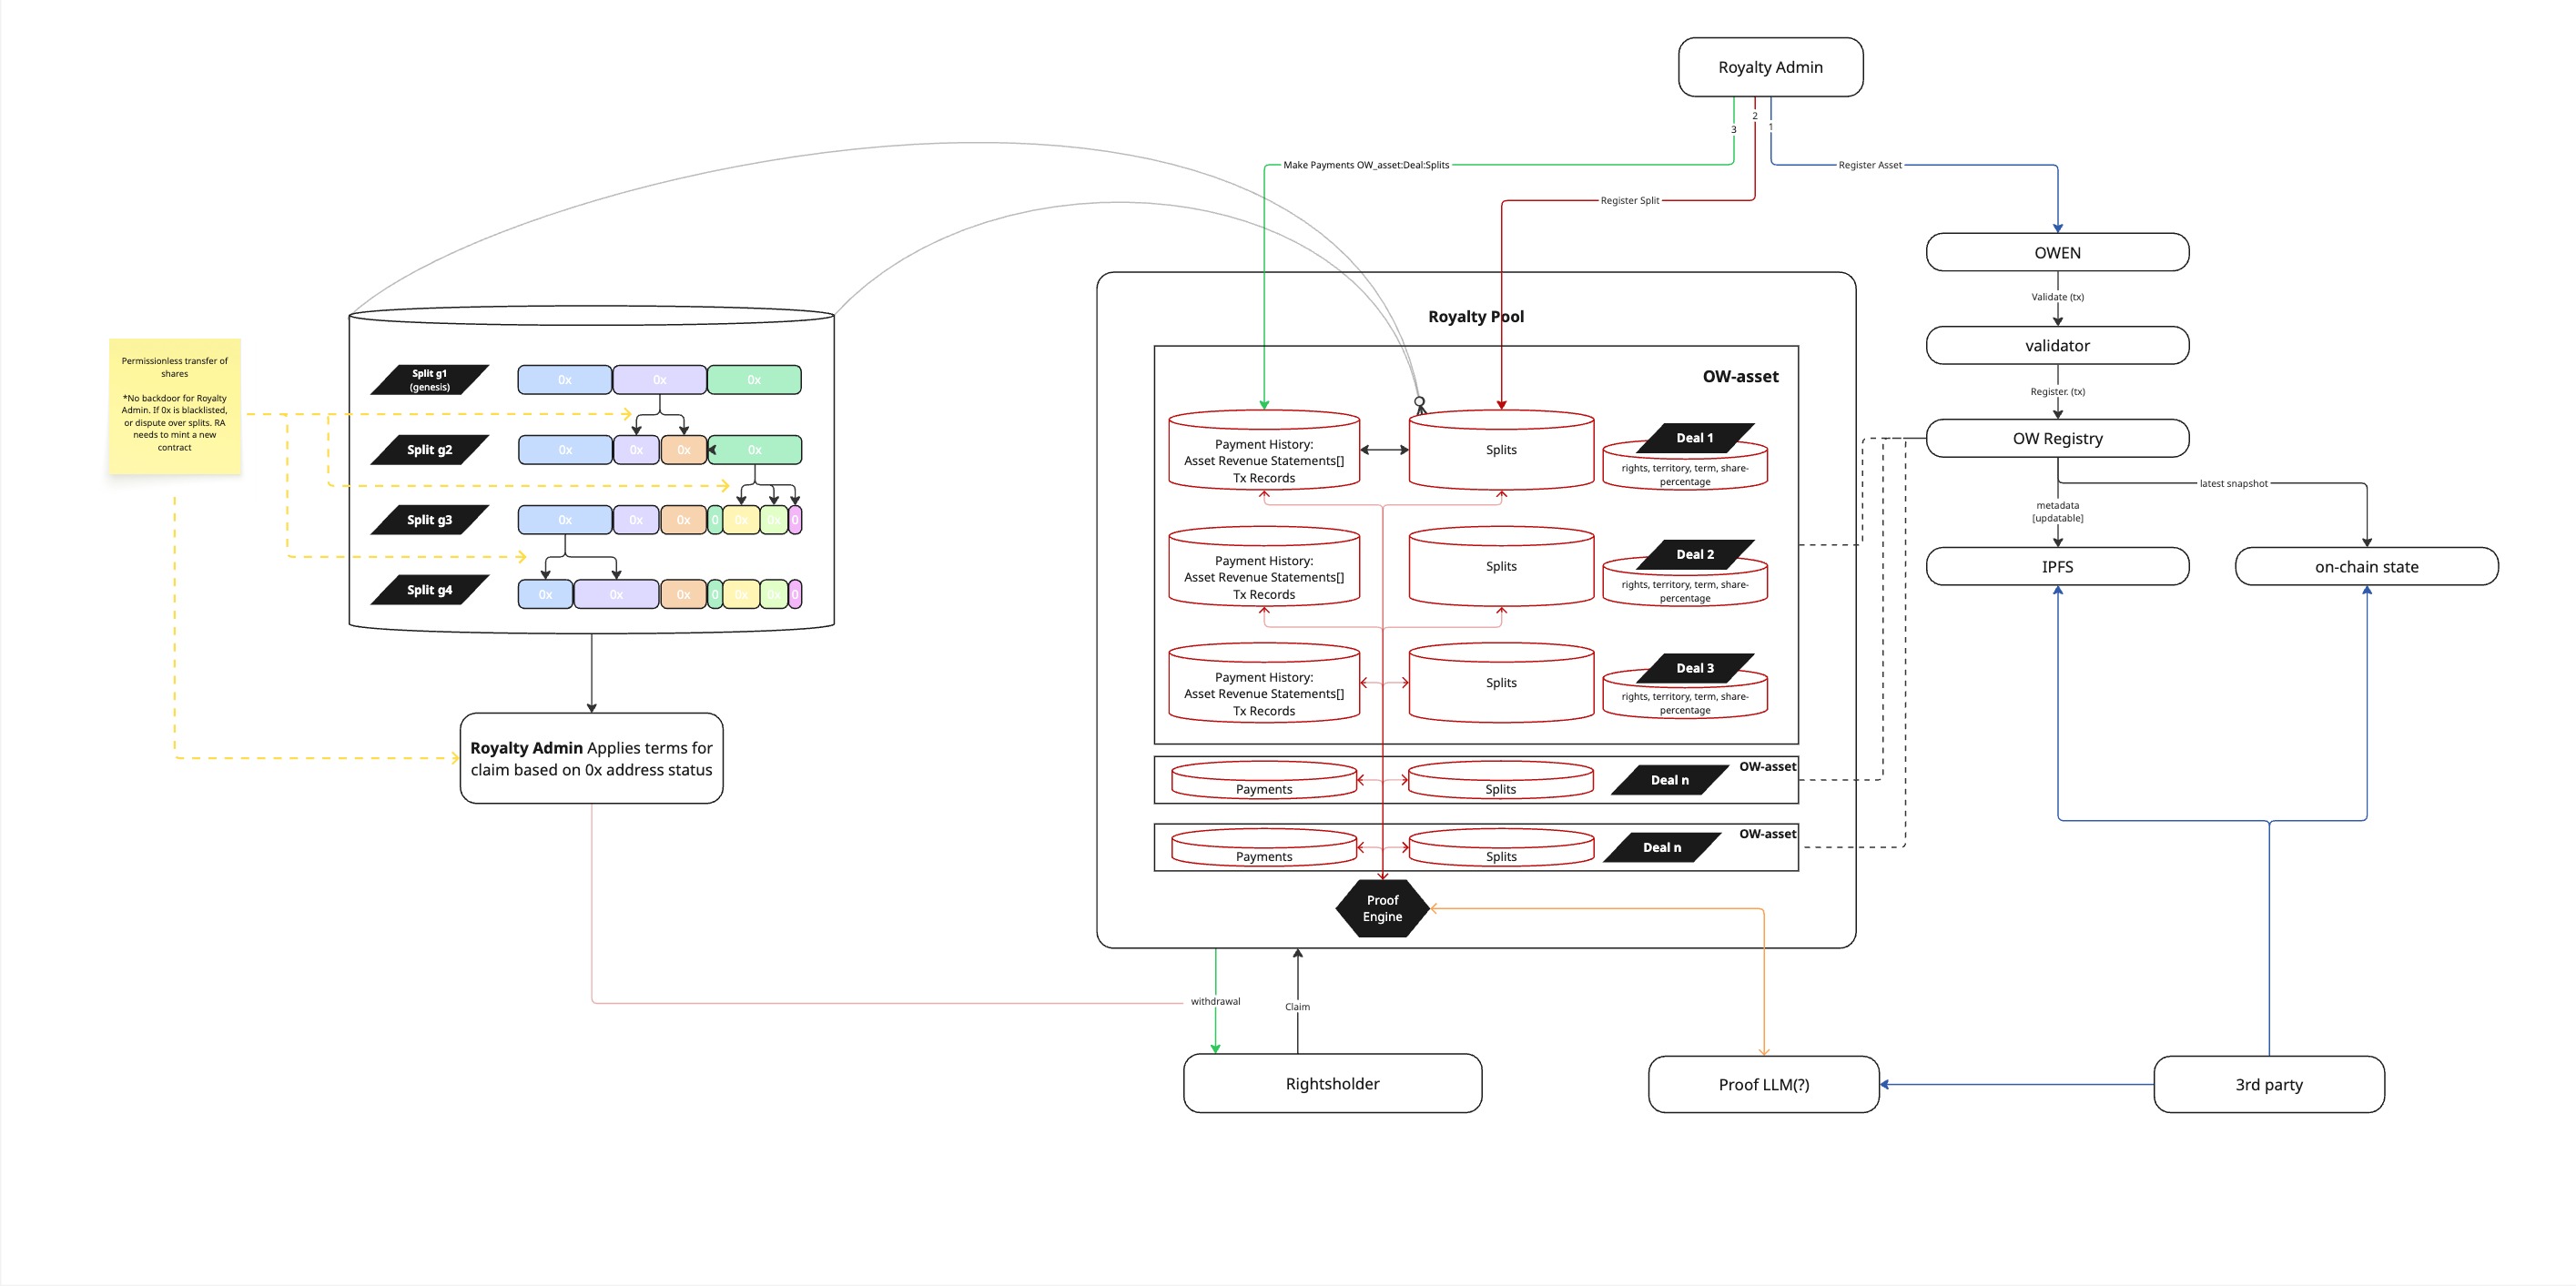 Royalty Admin
3
2
1
Make Payments OW_asset:Deal:Splits
Register Asset
Register Split
OWEN
Validate (tx)
validator
Register. (tx)
OW Registry
latest snapshot
metadata
[updatable]
IPFS
on-chain state
Permissionless transfer of
shares
*No backdoor for Royalty
Admin. If 0x is blacklisted,
or dispute over splits. RA
needs to mint a new
contract
Split g1
(genesis)
0x
0x
0x
Split g2
0x
0x
0x
0x
Split g3
0x
0x
0x
0
0x
0x
0
Split g4
0x
0x
0x
0
0x
0x
0
Royalty Admin Applies terms for
claim based on 0x address status
Royalty Pool
OW-asset
Payment History:
Asset Revenue Statements[]
Tx Records
Splits
Deal 1
rights, territory, term, share-
percentage
Payment History:
Asset Revenue Statements[]
Tx Records
Splits
Deal 2
rights, territory, term, share-
percentage
Payment History:
Asset Revenue Statements[]
Tx Records
Splits
Deal 3
rights, territory, term, share-
percentage
OW-asset
Payments
Splits
Deal n
OW-asset
Payments
Splits
Deal n
Proof
Engine
withdrawal
Claim
Rightsholder
Proof LLM(?)
3rd party